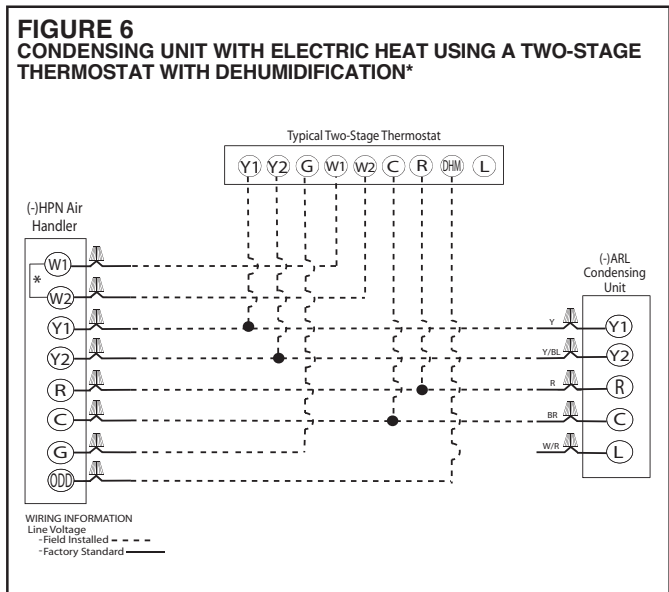 FIGURE 6
CONDENSING UNIT WITH ELECTRIC HEAT USING A TWO-STAGE
THERMOSTAT WITH DEHUMIDIFICATION*
Typical Two-Stage Thermostat
Y1 Y2 G W1 W2 C R DHM L
(-)HPN Air
Handler
W1
*
W2
Y1
Y2
R
C
G
ODD
(-)ARL
Condensing
Unit
Y Y1
Y/BL Y2
R R
BR C
W/R L
WIRING INFORMATION
Line Voltage
-Field Installed
-Factory Standard